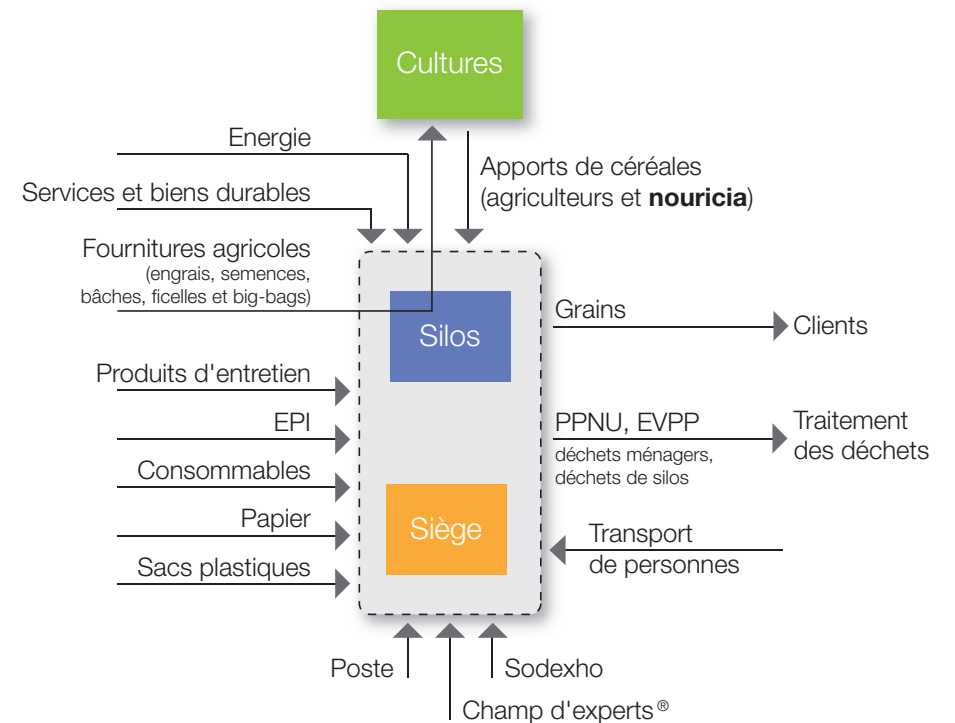 Cultures
Energie
Apports de céréales
(agriculteurs et nouricia)
Services et biens durables
Fournitures agricoles
(engrais, semences,
bâches, ficelles et big-bags)
Silos
Grains
Clients
Produits d'entretien
EPI
PPNU, EVPP
déchets ménagers,
déchets de silos
Traitement
des déchets
Consommables
Papier
Siège
Transport
de personnes
Sacs plastiques
Poste
Sodexho
Champ d'experts ®